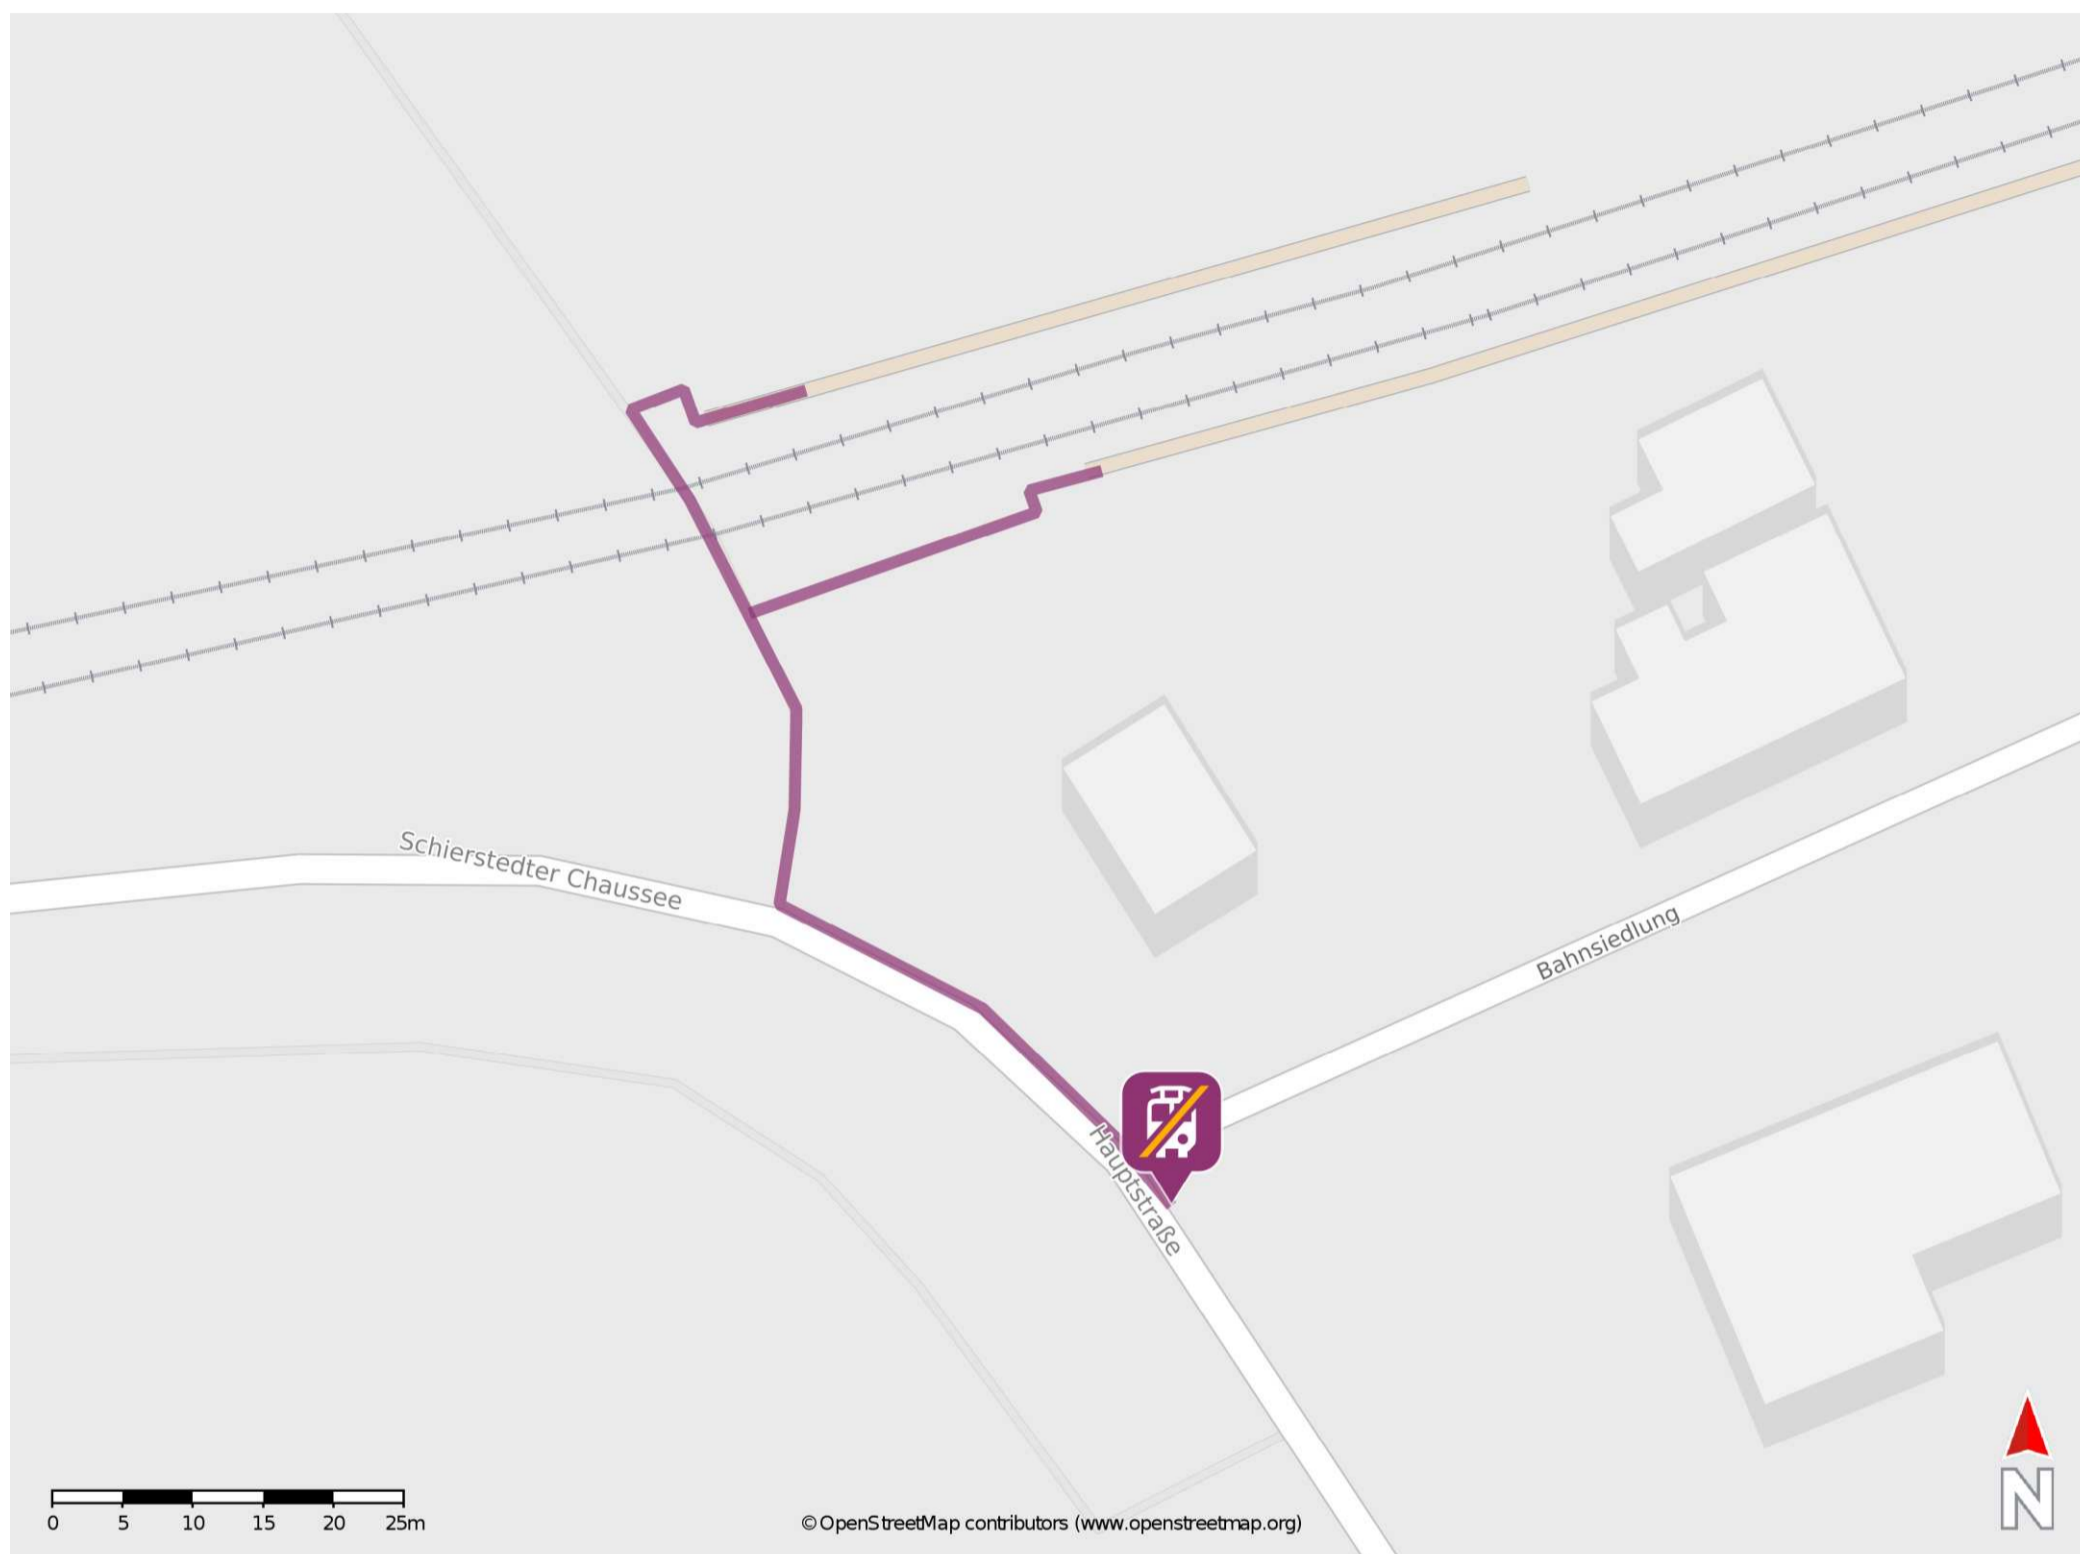 Schierstedter Chaussee
Bahnsiedlung
Hauptstraße
0 5 10 15 20 25m
©OpenStreetMap contributors (www.openstreetmap.org)
N